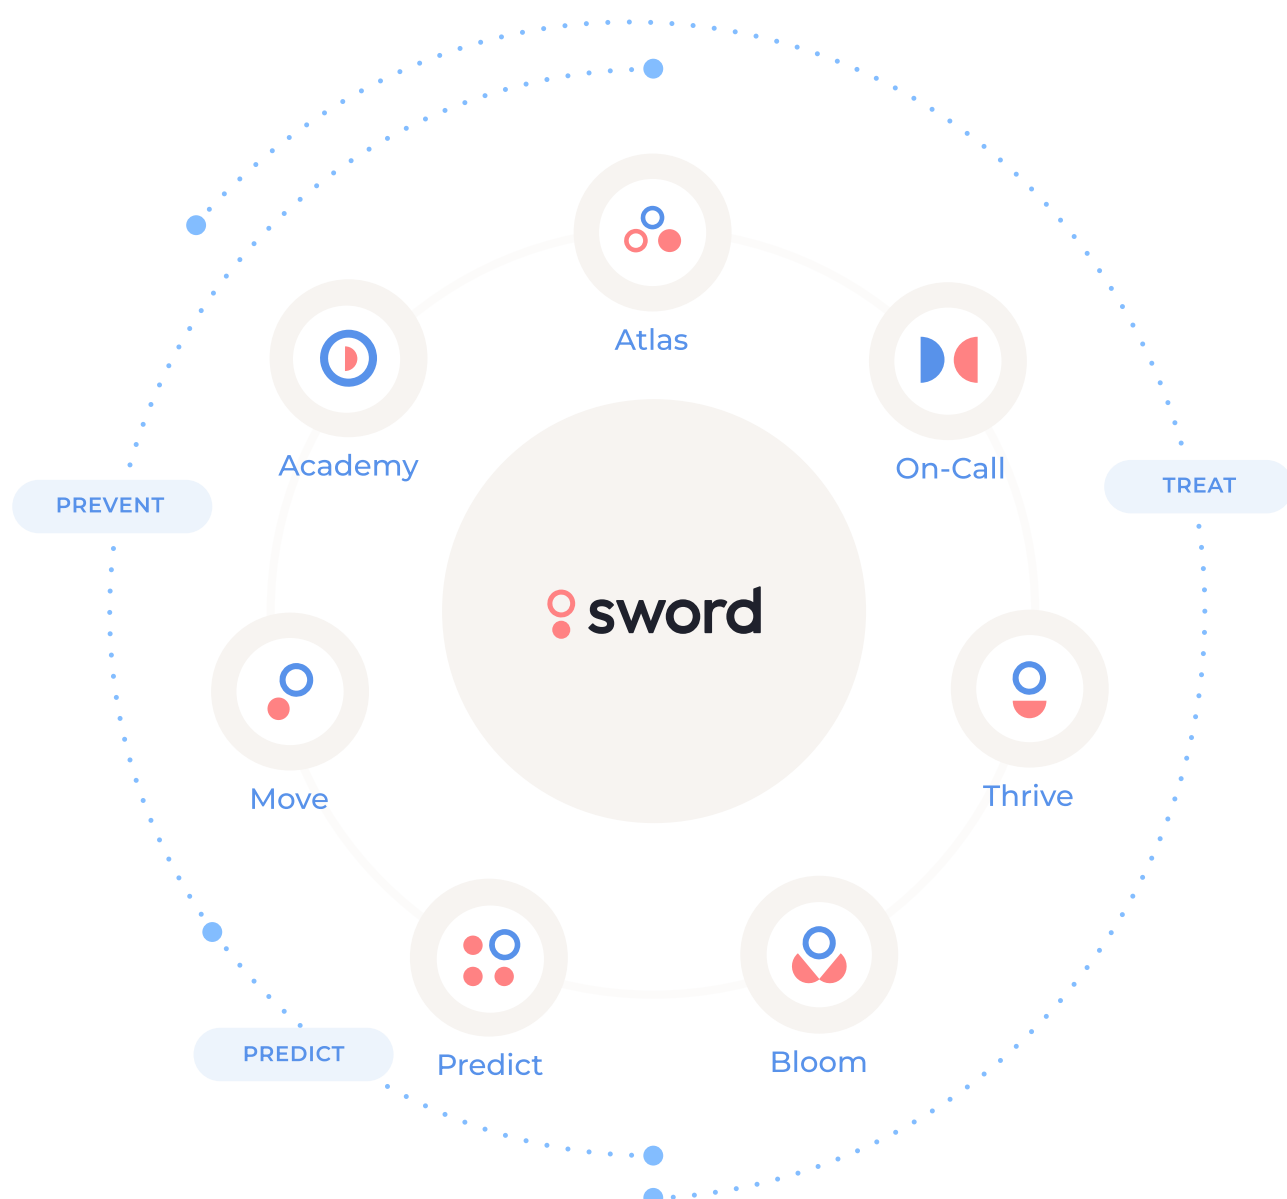 Atlas
Academy
On-Call
PREVENT
TREAT
sword
Move
Thrive
PREDICT
Predict
Bloom